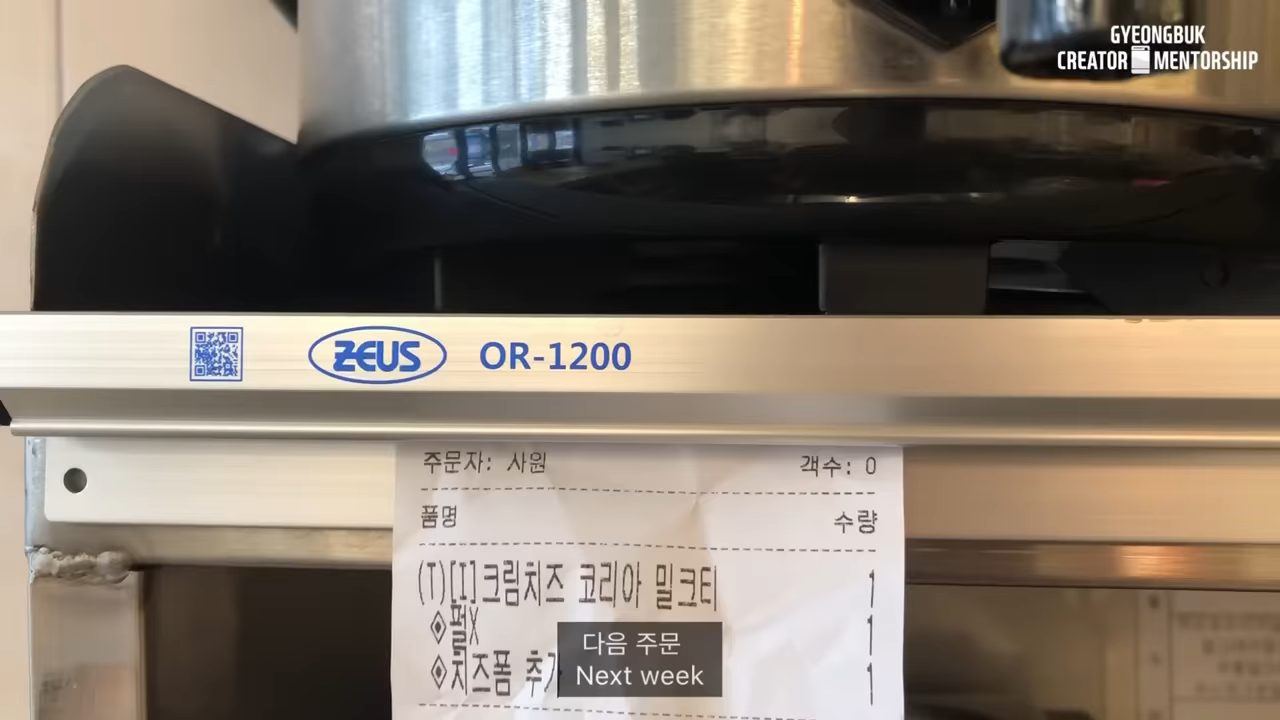 GYEONGBUK
CREATOR MENTORSHIP
ZEUS OR-1200
주문자: 사원 객수: 0
품명 수량
(T)[I]크림치즈 코리아 밀크티 1
◈펄X 1
◈치즈폼 추가 1
다음 주문
Next week